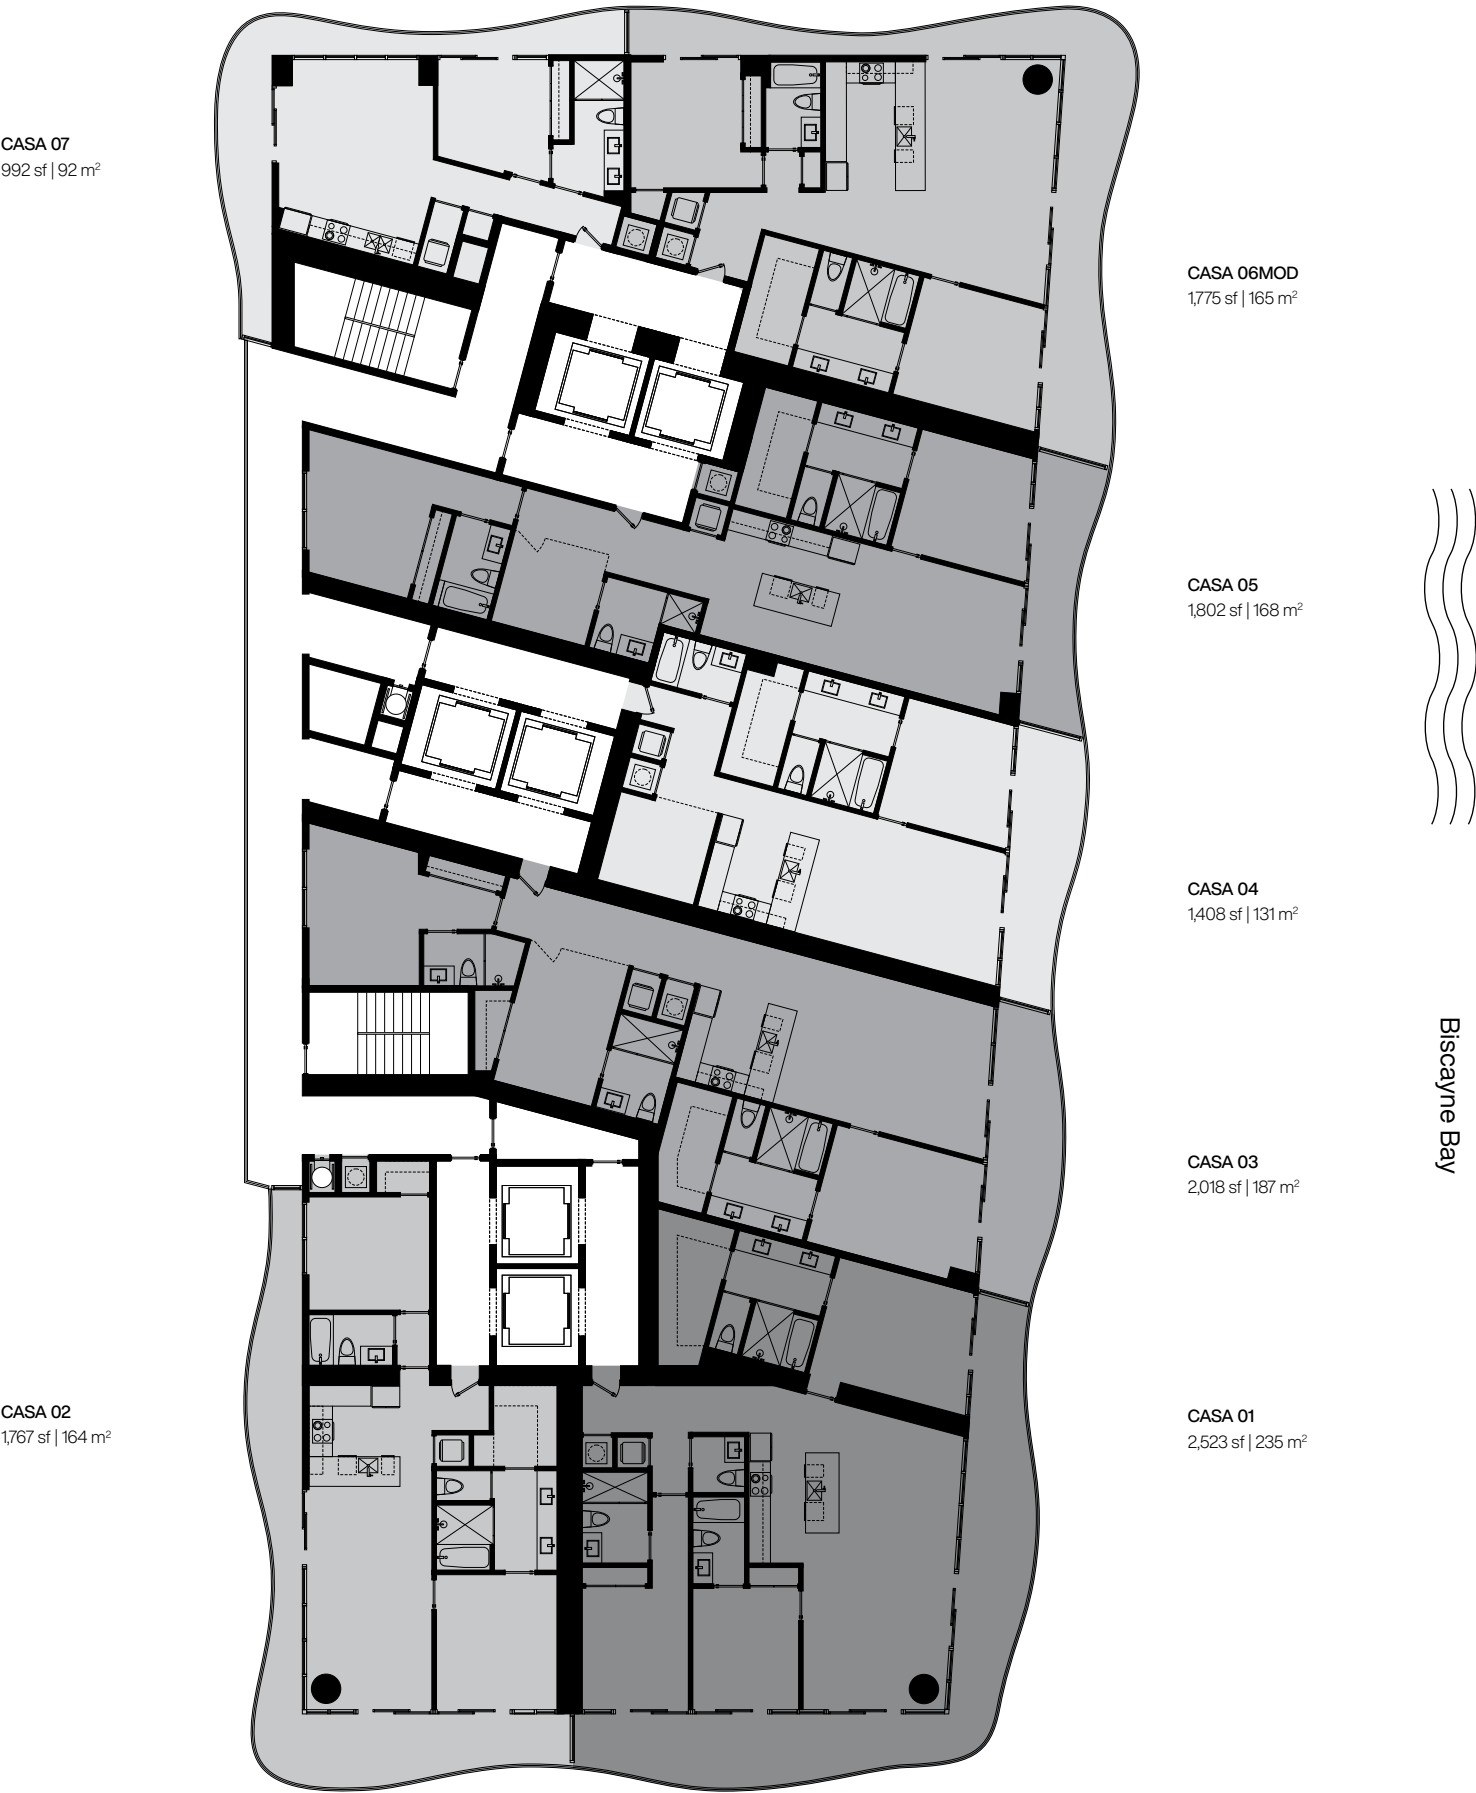 CASA 07
992 sf | 92 m²
CASA 06MOD
1,775 sf | 165 m²
CASA 05
1,802 sf | 168 m²
CASA 04
1,408 sf | 131 m²
Biscayne Bay
CASA 03
2,018 sf | 187 m²
CASA 02
1,767 sf | 164 m²
CASA 01
2,523 sf | 235 m²